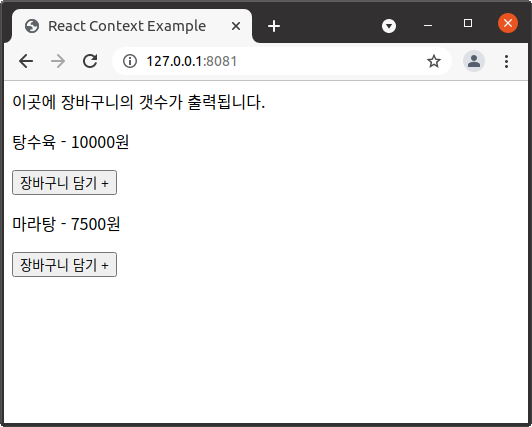 React Context Example
127.0.0.1:8081
이곳에 장바구니의 갯수가 출력됩니다.
탕수육 - 10000원
장바구니 담기 +
마라탕 - 7500원
장바구니 담기 +